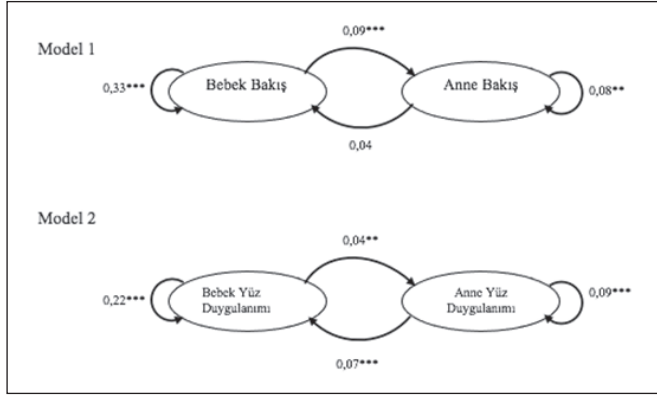 Model 1
0,09***
0,33***
Bebek Bakış
Anne Bakış
0,08**
0,04
Model 2
0,04**
0,22***
Bebek Yüz
Duygulanımı
Anne Yüz
Duygulanımı
0,09***
0,07***